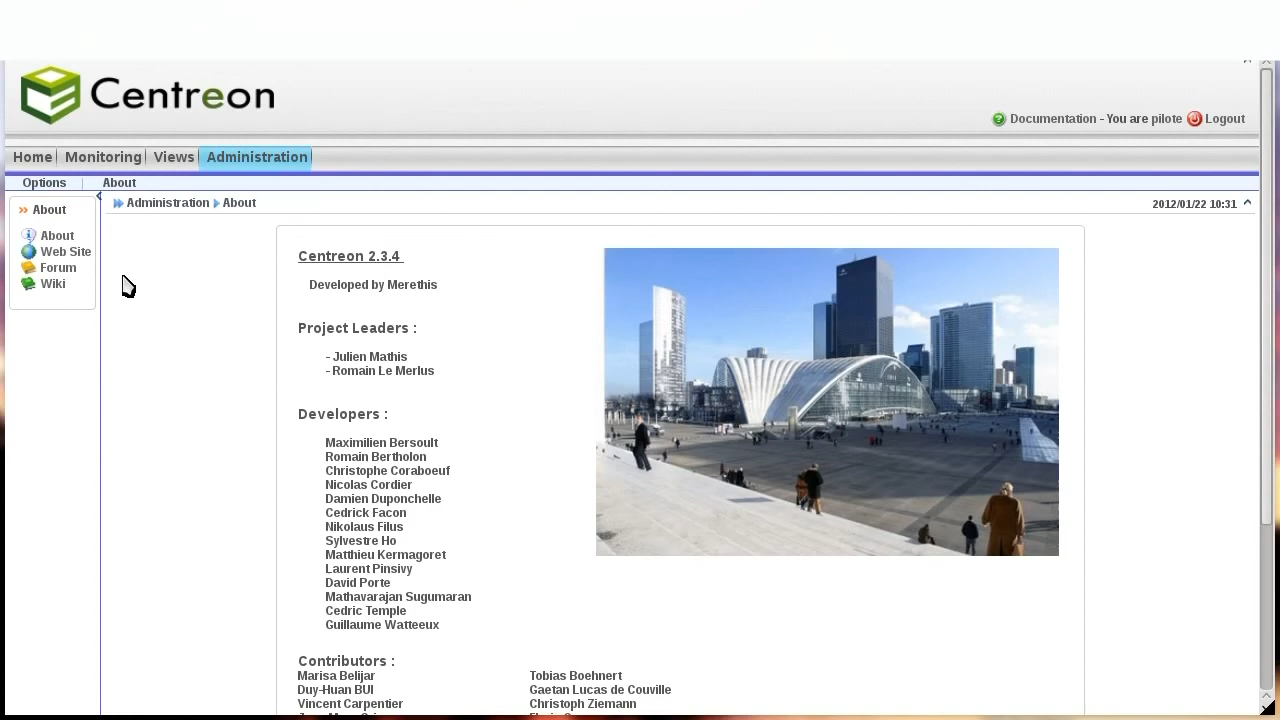 Centreon
Documentation - You are pilote Logout
Home Monitoring Views Administration
Options About
About
Administration About 2012/01/22 10:31
About
Web Site
Forum
Wiki
Centreon 2.3.4
Developed by Merethis
Project Leaders :
- Julien Mathis
- Romain Le Merlus
Developers :
Maximilien Bersoult
Romain Bertholon
Christophe Coraboeuf
Nicolas Cordier
Damien Duponchelle
Cedrick Facon
Nikolaus Filus
Sylvestre Ho
Matthieu Kermagoret
Laurent Pinsivy
David Porte
Mathavarajan Sugumaran
Cedric Temple
Guillaume Watteeux
Contributors :
Marisa Belijar Tobias Boehnert
Duy-Huan BUI Gaetan Lucas de Couville
Vincent Carpentier Christoph Ziemann